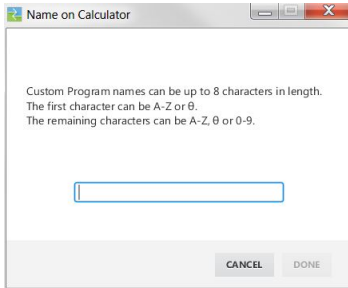 Name on Calculator
Custom Program names can be up to 8 characters in length.
The first character can be A-Z or θ.
The remaining characters can be A-Z, θ or 0-9.
CANCEL DONE